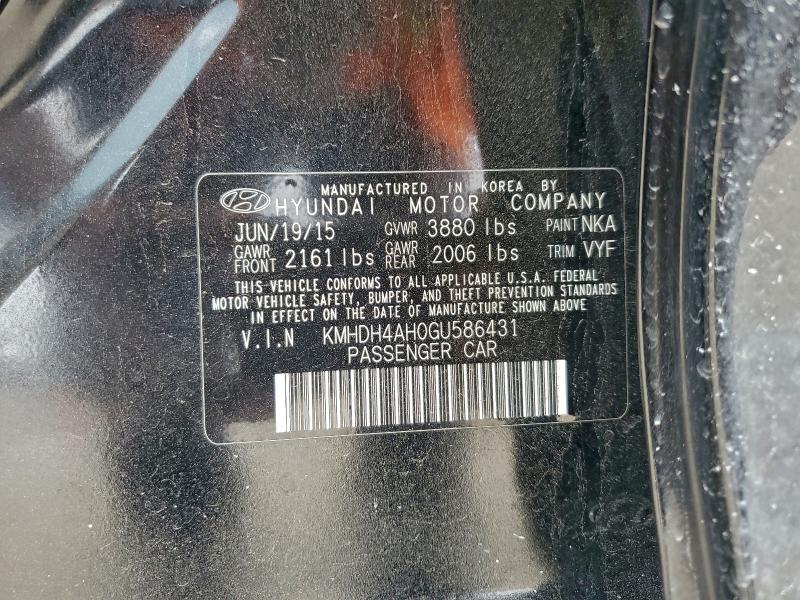 MANUFACTURED IN KOREA BY
HYUNDAI MOTOR COMPANY
JUN/19/15 GVWR 3880 lbs PAINT NKA
GAWR FRONT 2161 lbs GAWR REAR 2006 lbs TRIM VYF
THIS VEHICLE CONFORMS TO ALL APPLICABLE U.S.A. FEDERAL
MOTOR VEHICLE SAFETY, BUMPER, AND THEFT PREVENTION STANDARDS
IN EFFECT ON THE DATE OF MANUFACTURE SHOWN ABOVE
V.I.N KMHDH4AH0GU586431
PASSENGER CAR